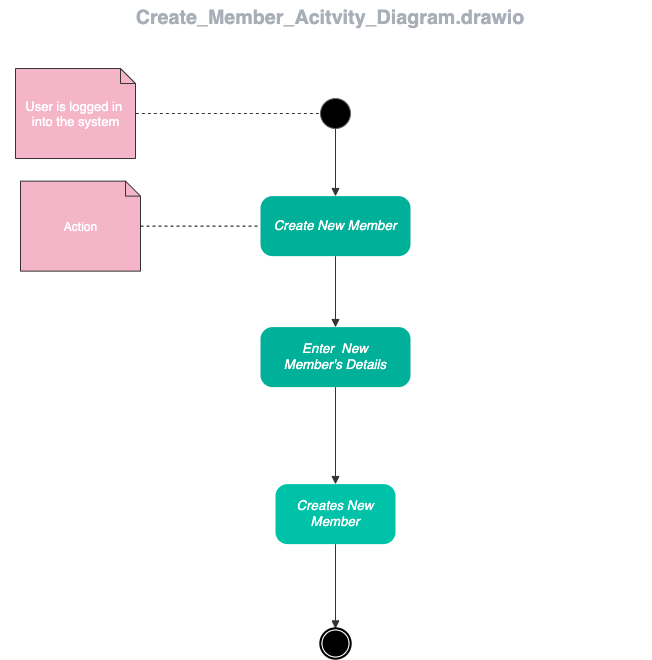 Create_Member_Acitvity_Diagram.drawio
User is logged in
into the system
Action
Create New Member
Enter  New
Member's Details
Creates New
Member